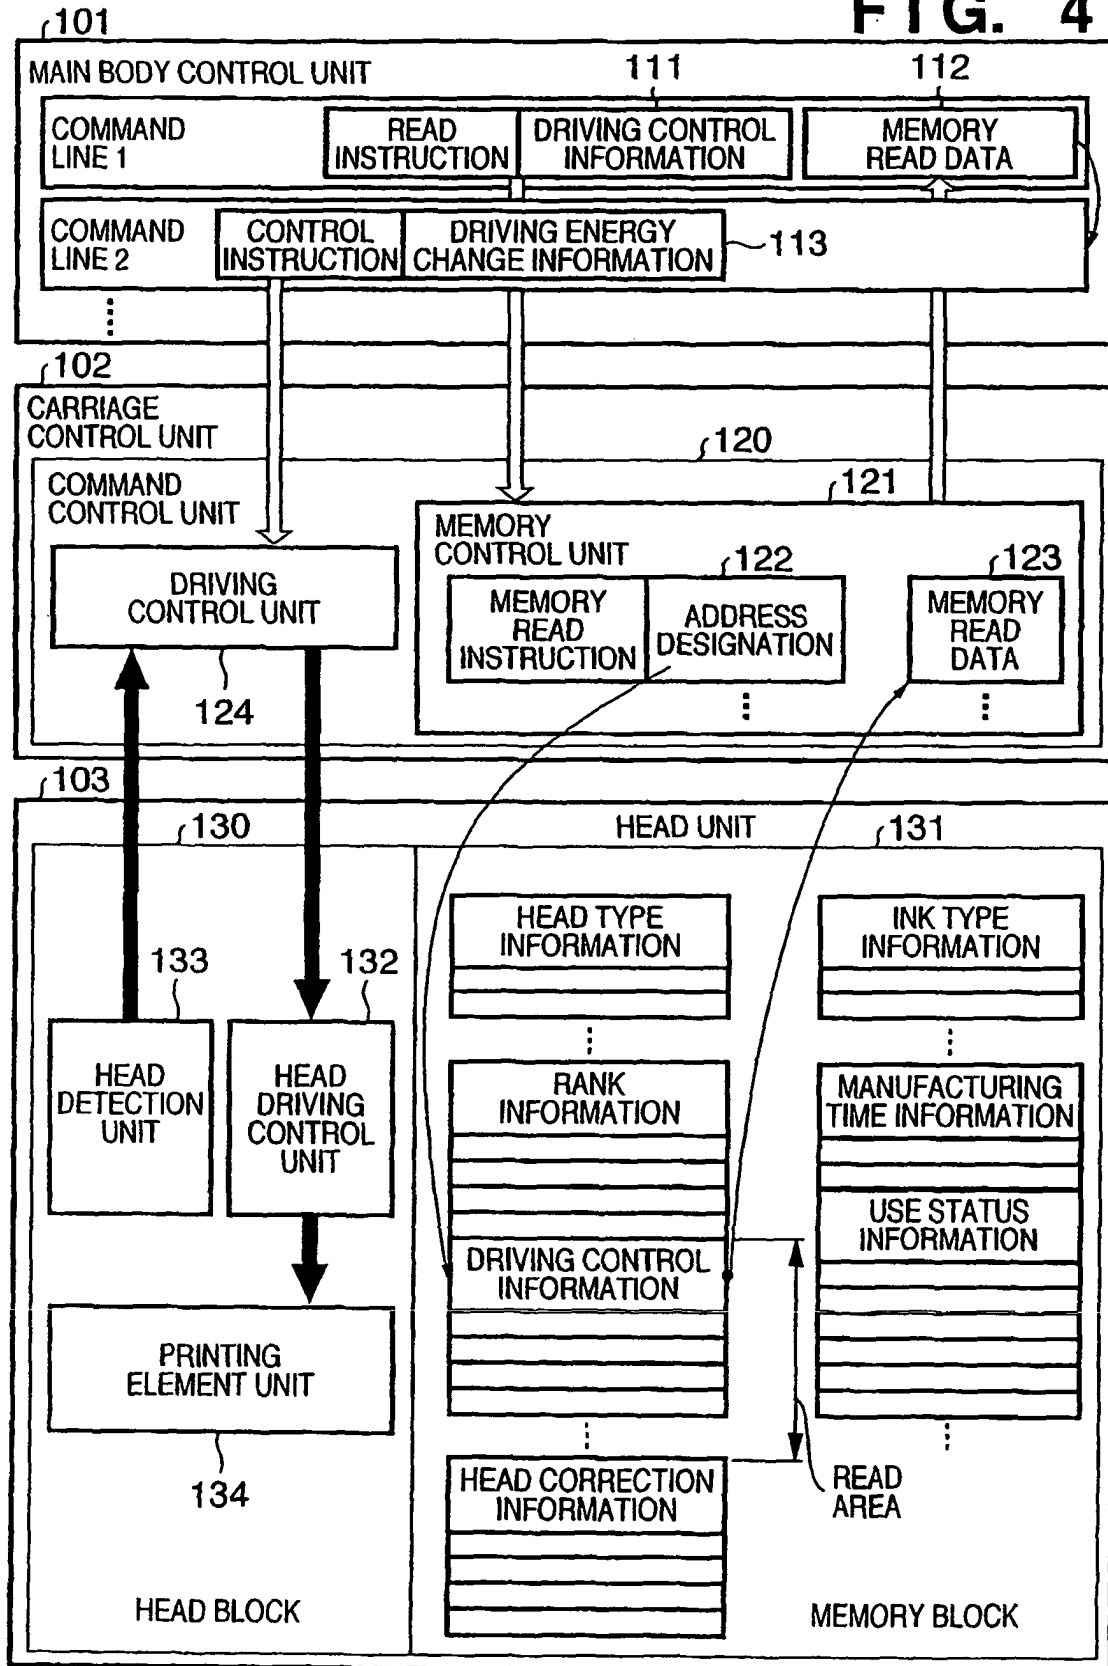 FIG. 4
101
MAIN BODY CONTROL UNIT
111
112
COMMAND
LINE 1
READ
INSTRUCTION
DRIVING CONTROL
INFORMATION
MEMORY
READ DATA
COMMAND
LINE 2
CONTROL
INSTRUCTION
DRIVING ENERGY
CHANGE INFORMATION
113
102
CARRIAGE
CONTROL UNIT
120
COMMAND
CONTROL UNIT
121
MEMORY
CONTROL UNIT
122
123
DRIVING
CONTROL UNIT
MEMORY
READ
INSTRUCTION
ADDRESS
DESIGNATION
MEMORY
READ
DATA
124
103
130
HEAD UNIT
131
HEAD TYPE
INFORMATION
INK TYPE
INFORMATION
133
132
HEAD
DETECTION
UNIT
HEAD
DRIVING
CONTROL
UNIT
RANK
INFORMATION
MANUFACTURING
TIME INFORMATION
USE STATUS
INFORMATION
DRIVING CONTROL
INFORMATION
PRINTING
ELEMENT UNIT
134
HEAD CORRECTION
INFORMATION
READ
AREA
HEAD BLOCK
MEMORY BLOCK